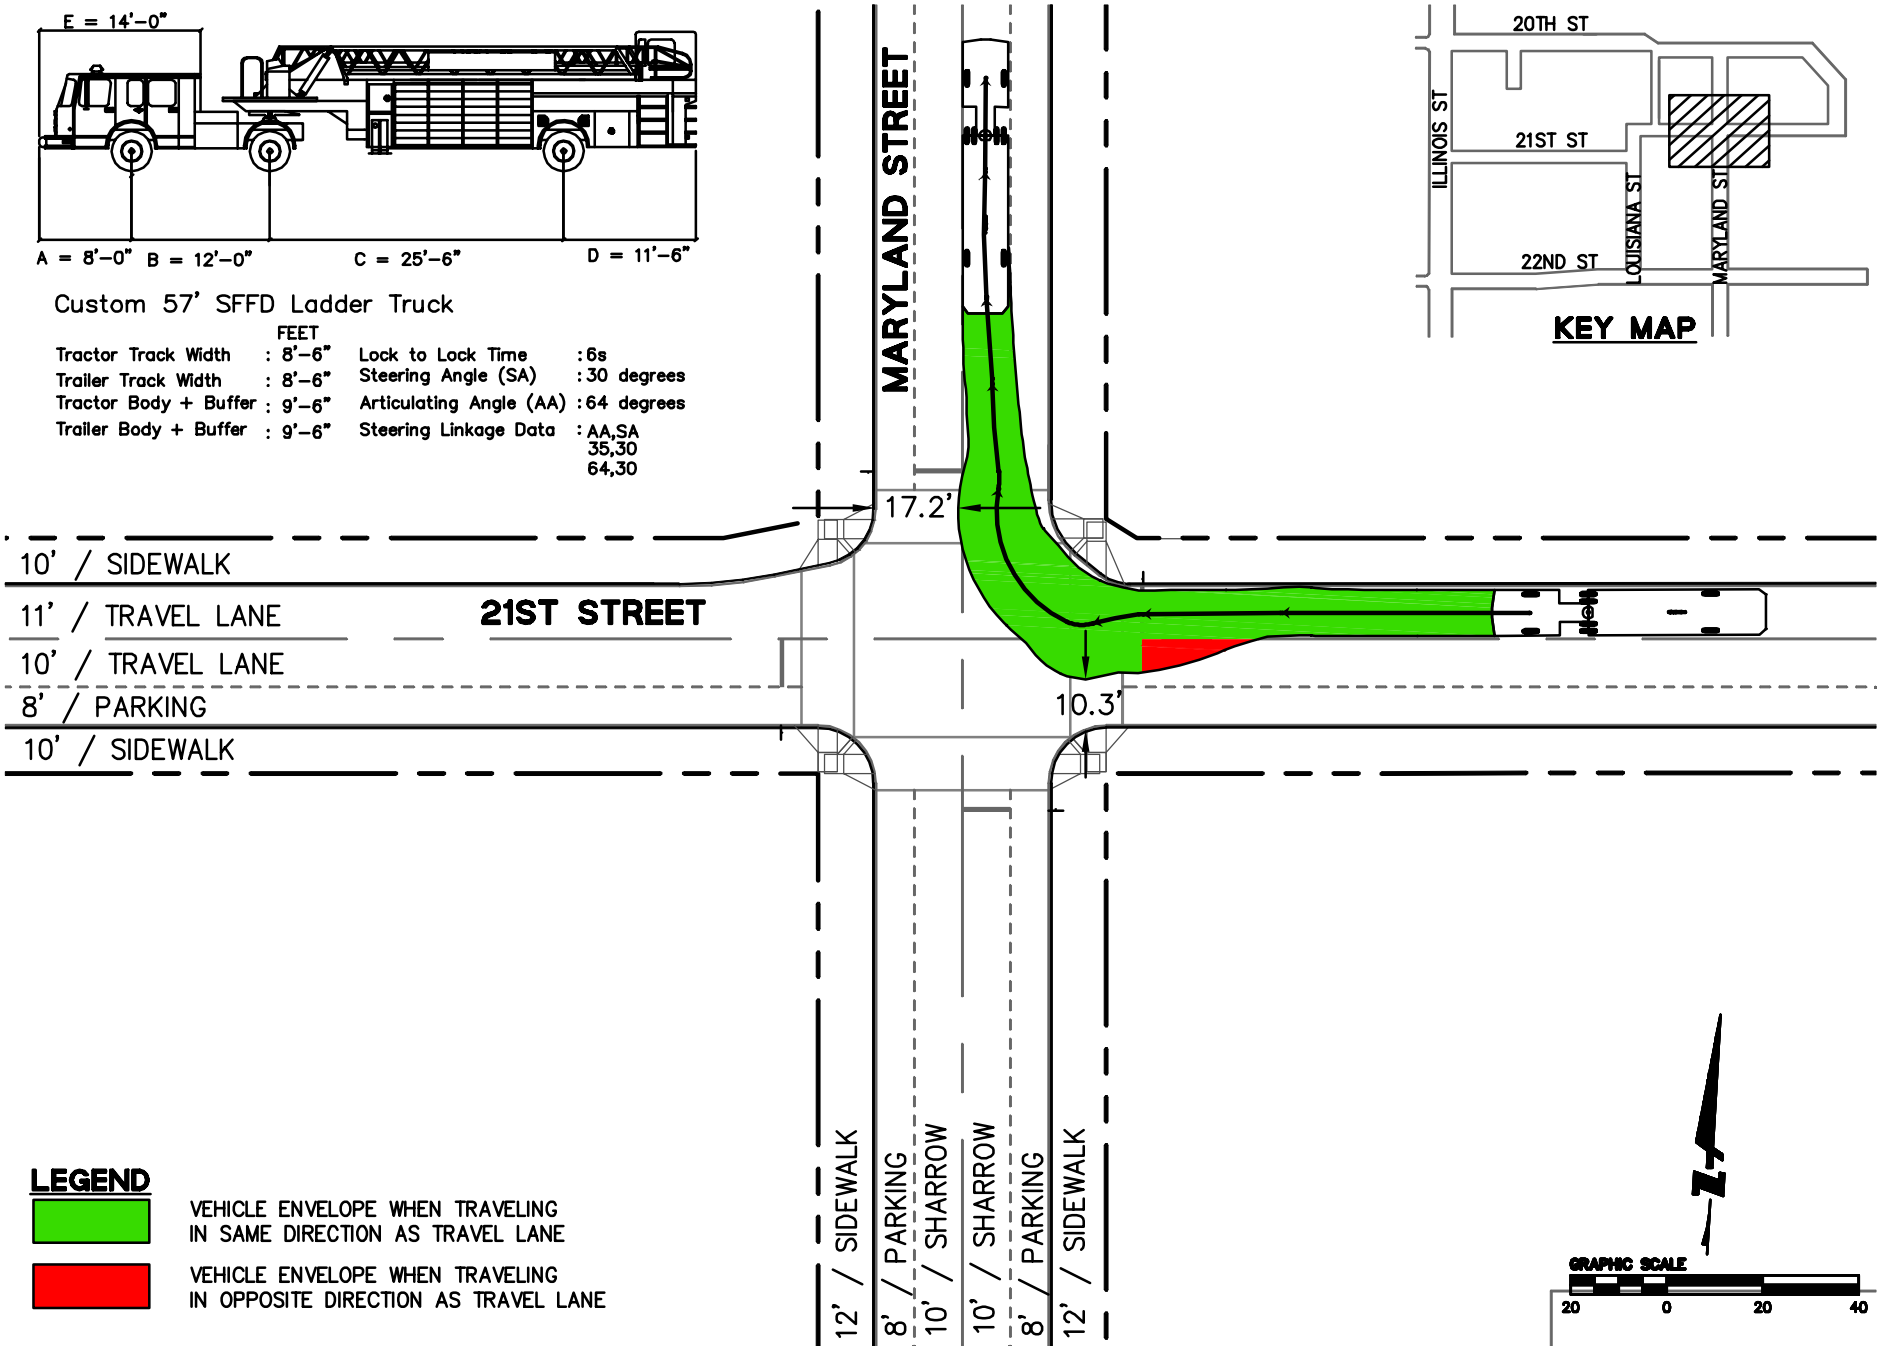 E = 14'-0"
A = 8'-0"
B = 12'-0"
C = 25'-6"
D = 11'-6"
Custom 57' SFFD Ladder Truck
FEET
Tractor Track Width : 8'-6"
Trailer Track Width : 8'-6"
Tractor Body + Buffer : 9'-6"
Trailer Body + Buffer : 9'-6"
Lock to Lock Time : 6s
Steering Angle (SA) : 30 degrees
Articulating Angle (AA) : 64 degrees
Steering Linkage Data : AA,SA
35,30
64,30
MARYLAND STREET
20TH ST
ILLINOIS ST
21ST ST
LOUISIANA ST
MARYLAND ST
22ND ST
KEY MAP
17.2'
10' / SIDEWALK
11' / TRAVEL LANE
21ST STREET
10' / TRAVEL LANE
8' / PARKING
10' / SIDEWALK
10.3'
12' / SIDEWALK
8' / PARKING
10' / SHARROW
10' / SHARROW
8' / PARKING
12' / SIDEWALK
LEGEND
VEHICLE ENVELOPE WHEN TRAVELING
IN SAME DIRECTION AS TRAVEL LANE
VEHICLE ENVELOPE WHEN TRAVELING
IN OPPOSITE DIRECTION AS TRAVEL LANE
Z
GRAPHIC SCALE
20 0 20 40